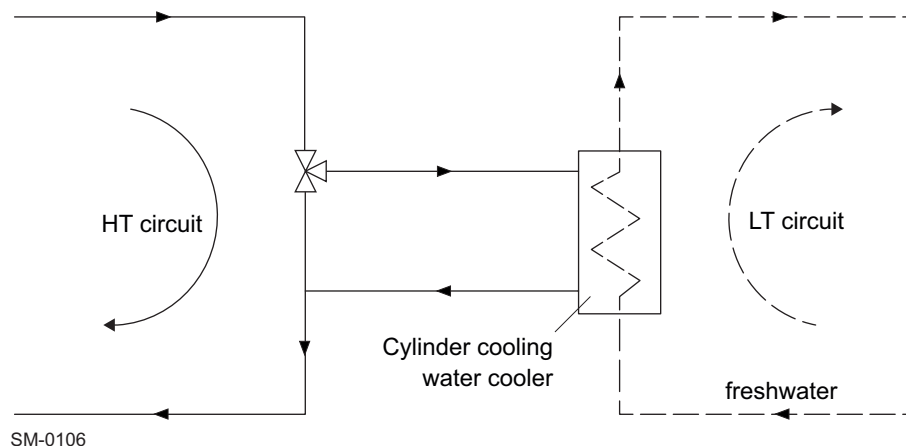 HT circuit
LT circuit
Cylinder cooling
water cooler
freshwater
SM-0106